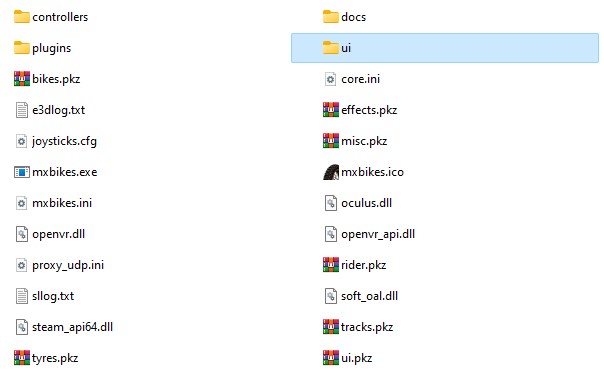 controllers
docs
plugins
ui
bikes.pkz
core.ini
e3dlog.txt
effects.pkz
joysticks.cfg
misc.pkz
mxbikes.exe
mxbikes.ico
mxbikes.ini
oculus.dll
openvr.dll
openvr_api.dll
proxy_udp.ini
rider.pkz
sllog.txt
soft_oal.dll
steam_api64.dll
tracks.pkz
tyres.pkz
ui.pkz